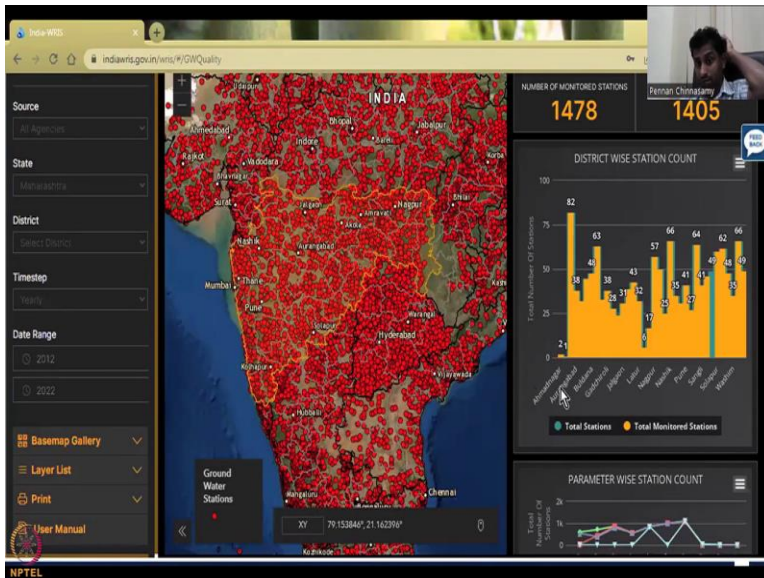 India-WRIS
indiawris.gov.in/wris/#/GWQuality
Pennan Chinnasamy
Source
All Agencies
State
Maharashtra
District
Select District
Timestep
Yearly
Date Range
2012
2022
Basemap Gallery
Layer List
Print
User Manual
NPTEL
INDIA
Udaipur
Bhopal
Jabalpur
Ahmedabad
Indore
Rajkot
Vadodara
Korba
Bhavnagar
Surat
Jalgaon
Amravati
Nagpur
Bhilai
Akola
Nashik
Aurangabad
Mumbai
Thane
Pune
Warangal
Solapur
Hyderabad
Kolhapur
Vijayawada
Hubballi
Mangaluru
Chennai
Kozhikode
Ground
Water
Stations
XY
79.153846°, 21.162396°
NUMBER OF MONITORED STATIONS
1478
1405
FEED
BACK
DISTRICT WISE STATION COUNT
Total Number Of Stations
100
75
50
25
0
82
38
48
63
38
28
31
43
32
6
17
57
25
66
35
41
27
64
41
49
62
48
35
66
49
Ahmadnagar
Aurangabad
Buldana
Gadchiroli
Jalgaon
Latur
Nagpur
Nashik
Pune
Sangli
Solapur
Washim
Total Stations
Total Monitored Stations
PARAMETER WISE STATION COUNT
Total
Number Of
Stations
2k
1k
0